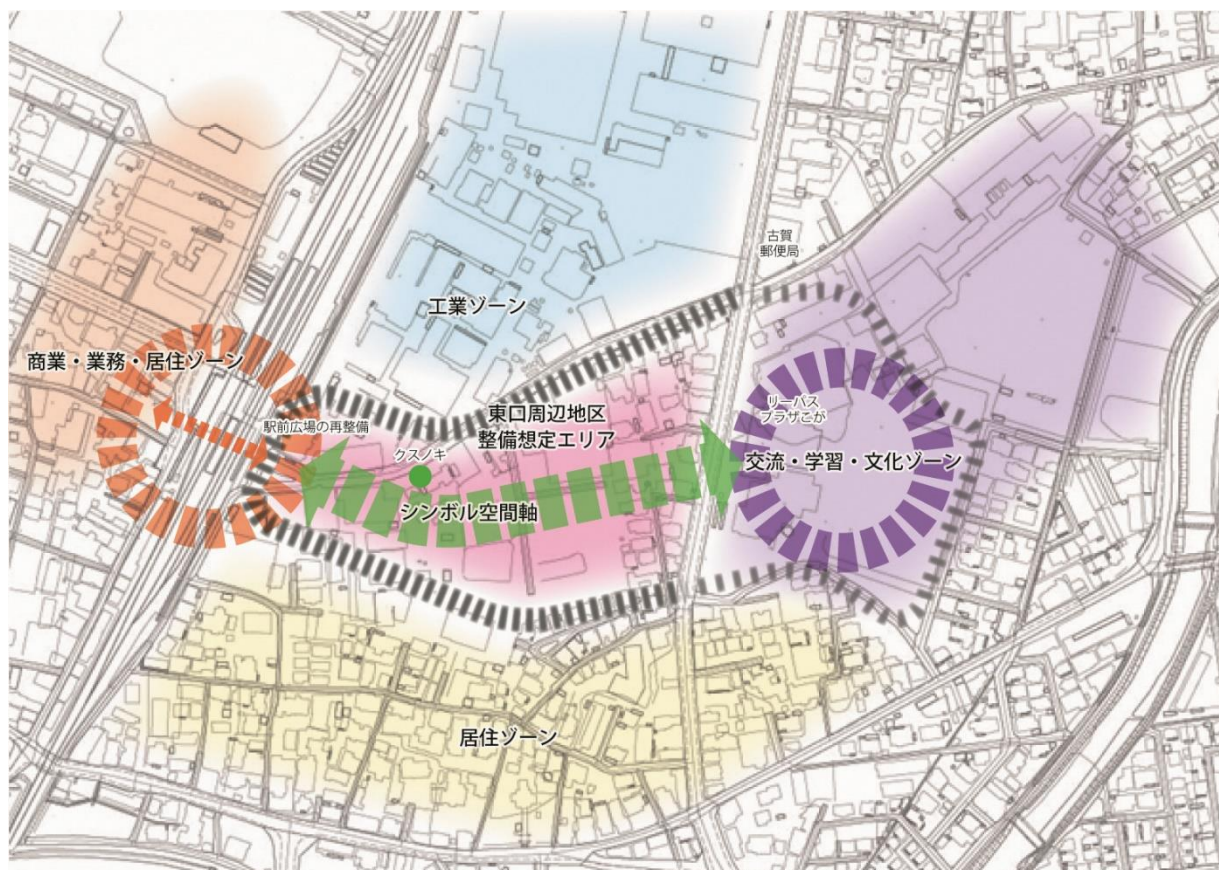 古賀
郵便局
工業ゾーン
商業・業務・居住ゾーン
リーパス
プラザこが
東口周辺地区
整備想定エリア
駅前広場の再整備
クスノキ
交流・学習・文化ゾーン
シンボル空間軸
居住ゾーン